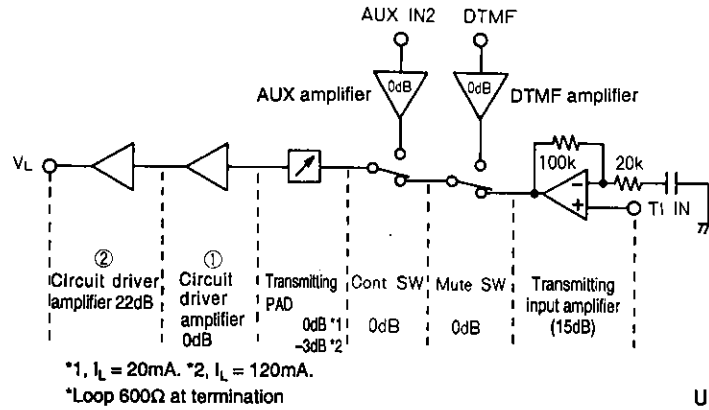 AUX IN2 DTMF
0dB 0dB
AUX amplifier
DTMF amplifier
100k 20k
VL
TI IN
②
Circuit driver
amplifier 22dB
①
Circuit
driver
amplifier
0dB
Transmitting
PAD
0dB *1
–3dB *2
Cont SW
0dB
Mute SW
0dB
Transmitting
input amplifier
(15dB)
*1, IL = 20mA. *2, IL = 120mA.
*Loop 600Ω at termination
U